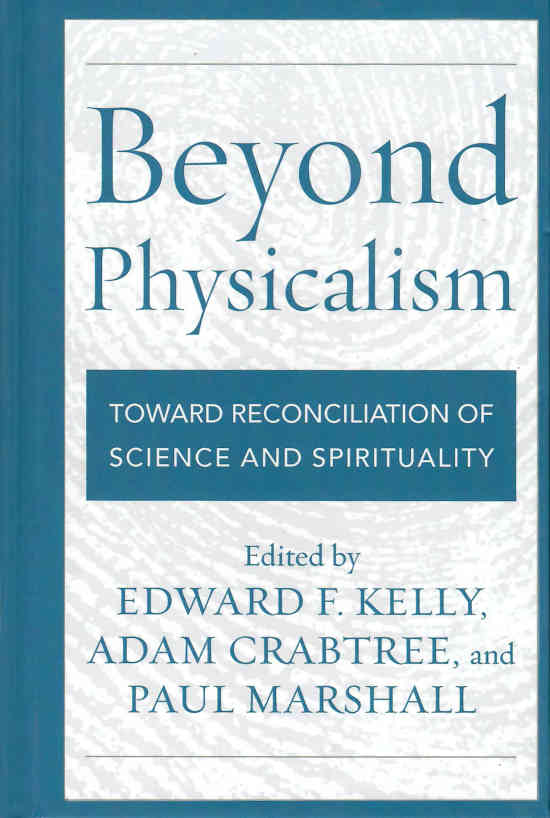 Beyond
Physicalism
TOWARD RECONCILIATION OF
SCIENCE AND SPIRITUALITY
Edited by
EDWARD F. KELLY,
ADAM CRABTREE, and
PAUL MARSHALL